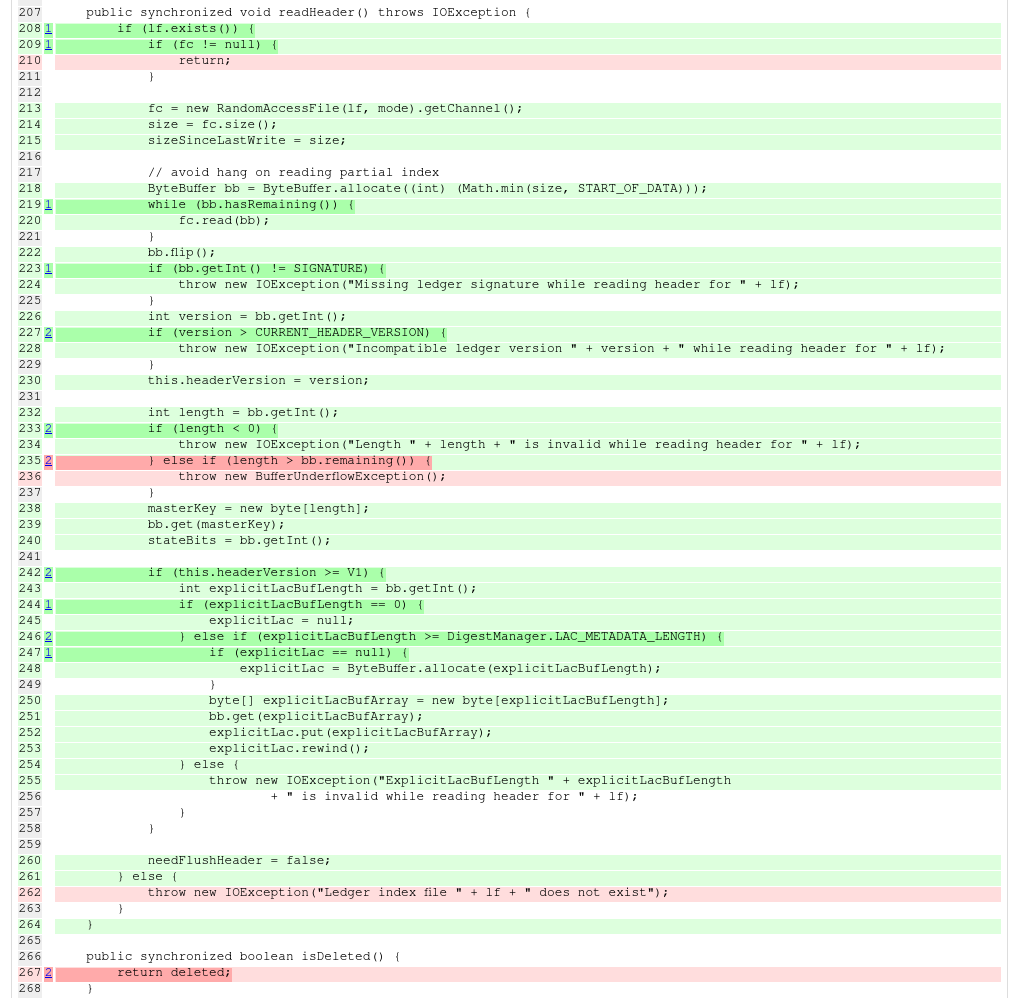 207 public synchronized void readHeader() throws IOException {
208 1 if (lf.exists()) {
209 1 if (fc != null) {
210 return;
211 }
212
213 fc = new RandomAccessFile(lf, mode).getChannel();
214 size = fc.size();
215 sizeSinceLastWrite = size;
216
217 // avoid hang on reading partial index
218 ByteBuffer bb = ByteBuffer.allocate((int) (Math.min(size, START_OF_DATA)));
219 1 while (bb.hasRemaining()) {
220 fc.read(bb);
221 }
222 bb.flip();
223 1 if (bb.getInt() != SIGNATURE) {
224 throw new IOException("Missing ledger signature while reading header for " + lf);
225 }
226 int version = bb.getInt();
227 2 if (version > CURRENT_HEADER_VERSION) {
228 throw new IOException("Incompatible ledger version " + version + " while reading header for " + lf);
229 }
230 this.headerVersion = version;
231
232 int length = bb.getInt();
233 2 if (length < 0) {
234 throw new IOException("Length " + length + " is invalid while reading header for " + lf);
235 2 } else if (length > bb.remaining()) {
236 throw new BufferUnderflowException();
237 }
238 masterKey = new byte[length];
239 bb.get(masterKey);
240 stateBits = bb.getInt();
241
242 2 if (this.headerVersion >= V1) {
243 int explicitLacBufLength = bb.getInt();
244 1 if (explicitLacBufLength == 0) {
245 explicitLac = null;
246 2 } else if (explicitLacBufLength >= DigestManager.LAC_METADATA_LENGTH) {
247 1 if (explicitLac == null) {
248 explicitLac = ByteBuffer.allocate(explicitLacBufLength);
249 }
250 byte[] explicitLacBufArray = new byte[explicitLacBufLength];
251 bb.get(explicitLacBufArray);
252 explicitLac.put(explicitLacBufArray);
253 explicitLac.rewind();
254 } else {
255 throw new IOException("ExplicitLacBufLength " + explicitLacBufLength
256 + " is invalid while reading header for " + lf);
257 }
258 }
259
260 needFlushHeader = false;
261 } else {
262 throw new IOException("Ledger index file " + lf + " does not exist");
263 }
264 }
265
266 public synchronized boolean isDeleted() {
267 2 return deleted;
268 }